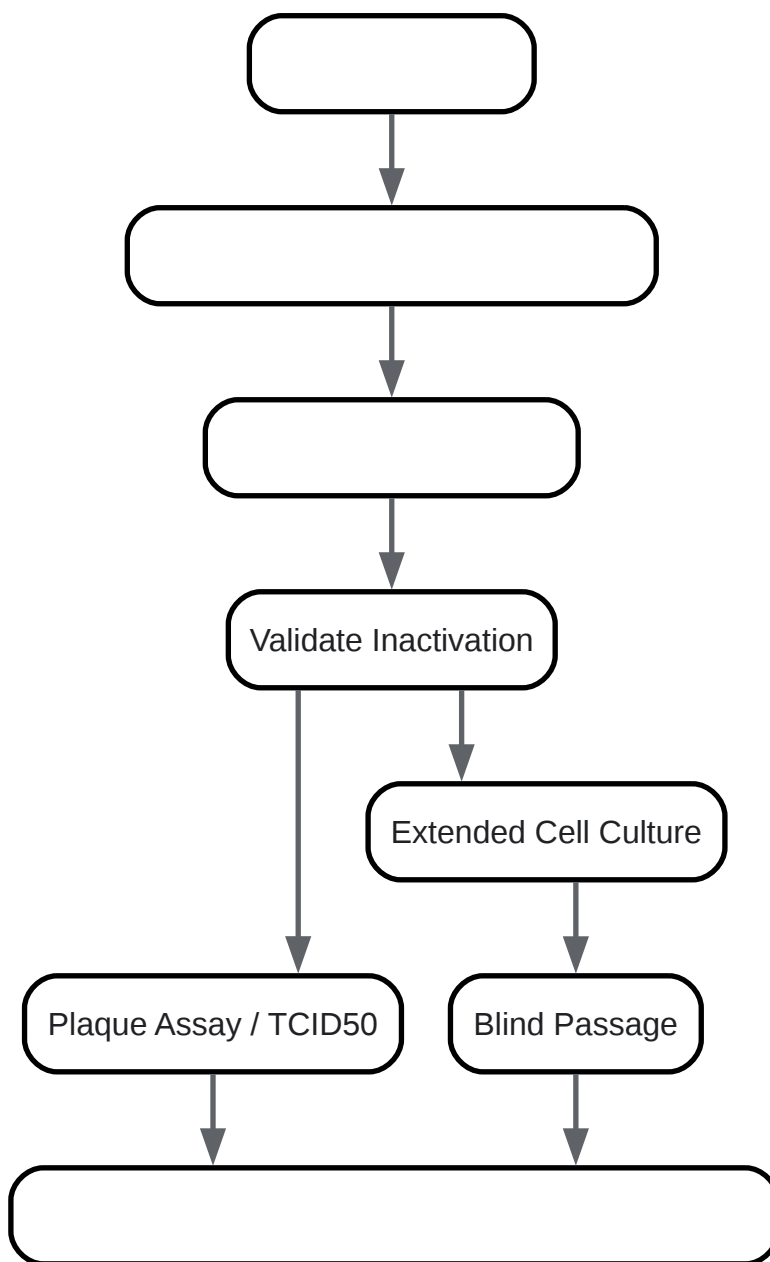 Validate Inactivation
Extended Cell Culture
Plaque Assay / TCID50
Blind Passage